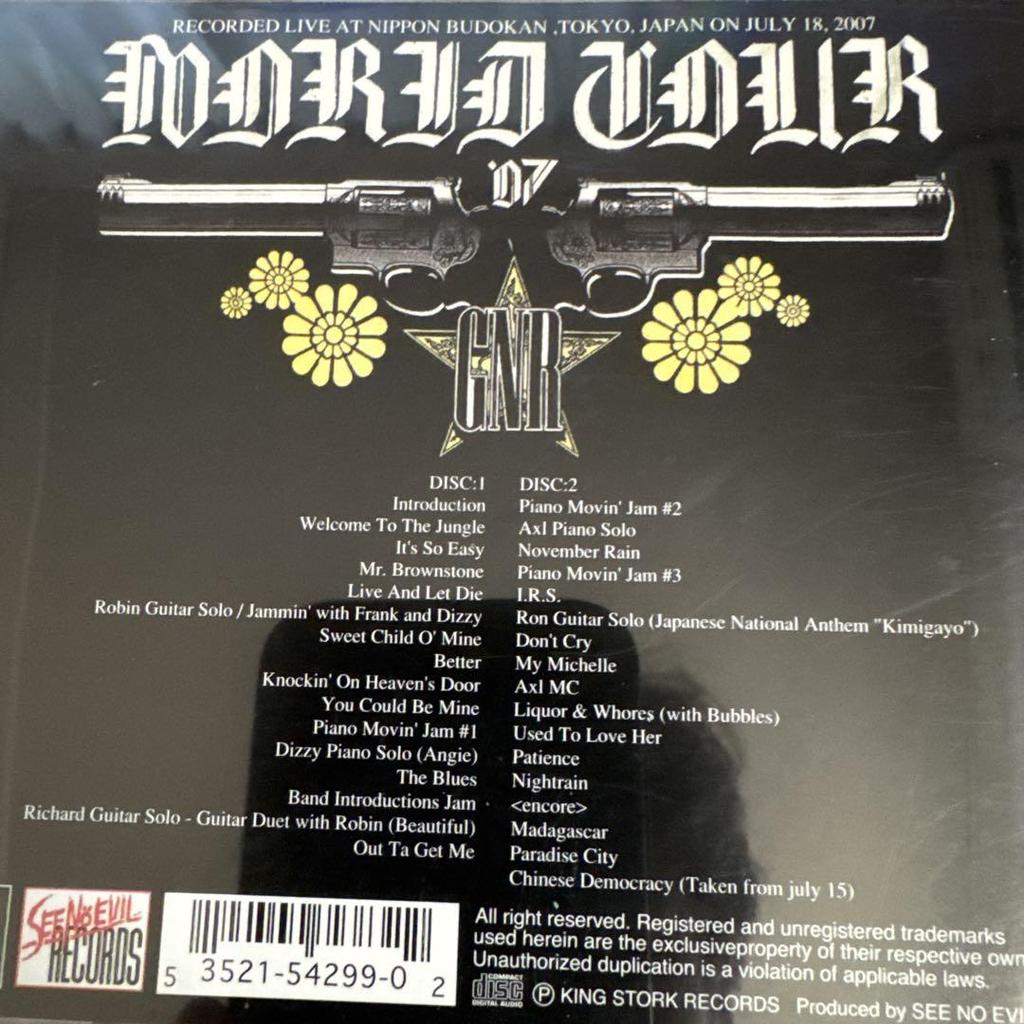 RECORDED LIVE AT NIPPON BUDOKAN ,TOKYO, JAPAN ON JULY 18, 2007
WORLD TOUR
'07
GNR
DISC:1
Introduction
Welcome To The Jungle
It's So Easy
Mr. Brownstone
Live And Let Die
Robin Guitar Solo / Jammin' with Frank and Dizzy
Sweet Child O' Mine
Better
Knockin' On Heaven's Door
You Could Be Mine
Piano Movin' Jam #1
Dizzy Piano Solo (Angie)
The Blues
Band Introductions Jam
Richard Guitar Solo - Guitar Duet with Robin (Beautiful)
Out Ta Get Me
DISC:2
Piano Movin' Jam #2
Axl Piano Solo
November Rain
Piano Movin' Jam #3
I.R.S.
Ron Guitar Solo (Japanese National Anthem "Kimigayo")
Don't Cry
My Michelle
Axl MC
Liquor & Whores (with Bubbles)
Used To Love Her
Patience
Nightrain
<encore>
Madagascar
Paradise City
Chinese Democracy (Taken from july 15)
SEE NO EVIL
RECORDS
5 3521-54299-0 2
All right reserved. Registered and unregistered trademarks
used herein are the exclusiveproperty of their respective own
Unauthorized duplication is a violation of applicable laws.
COMPACT
disc
DIGITAL AUDIO
Ⓟ KING STORK RECORDS Produced by SEE NO EVI